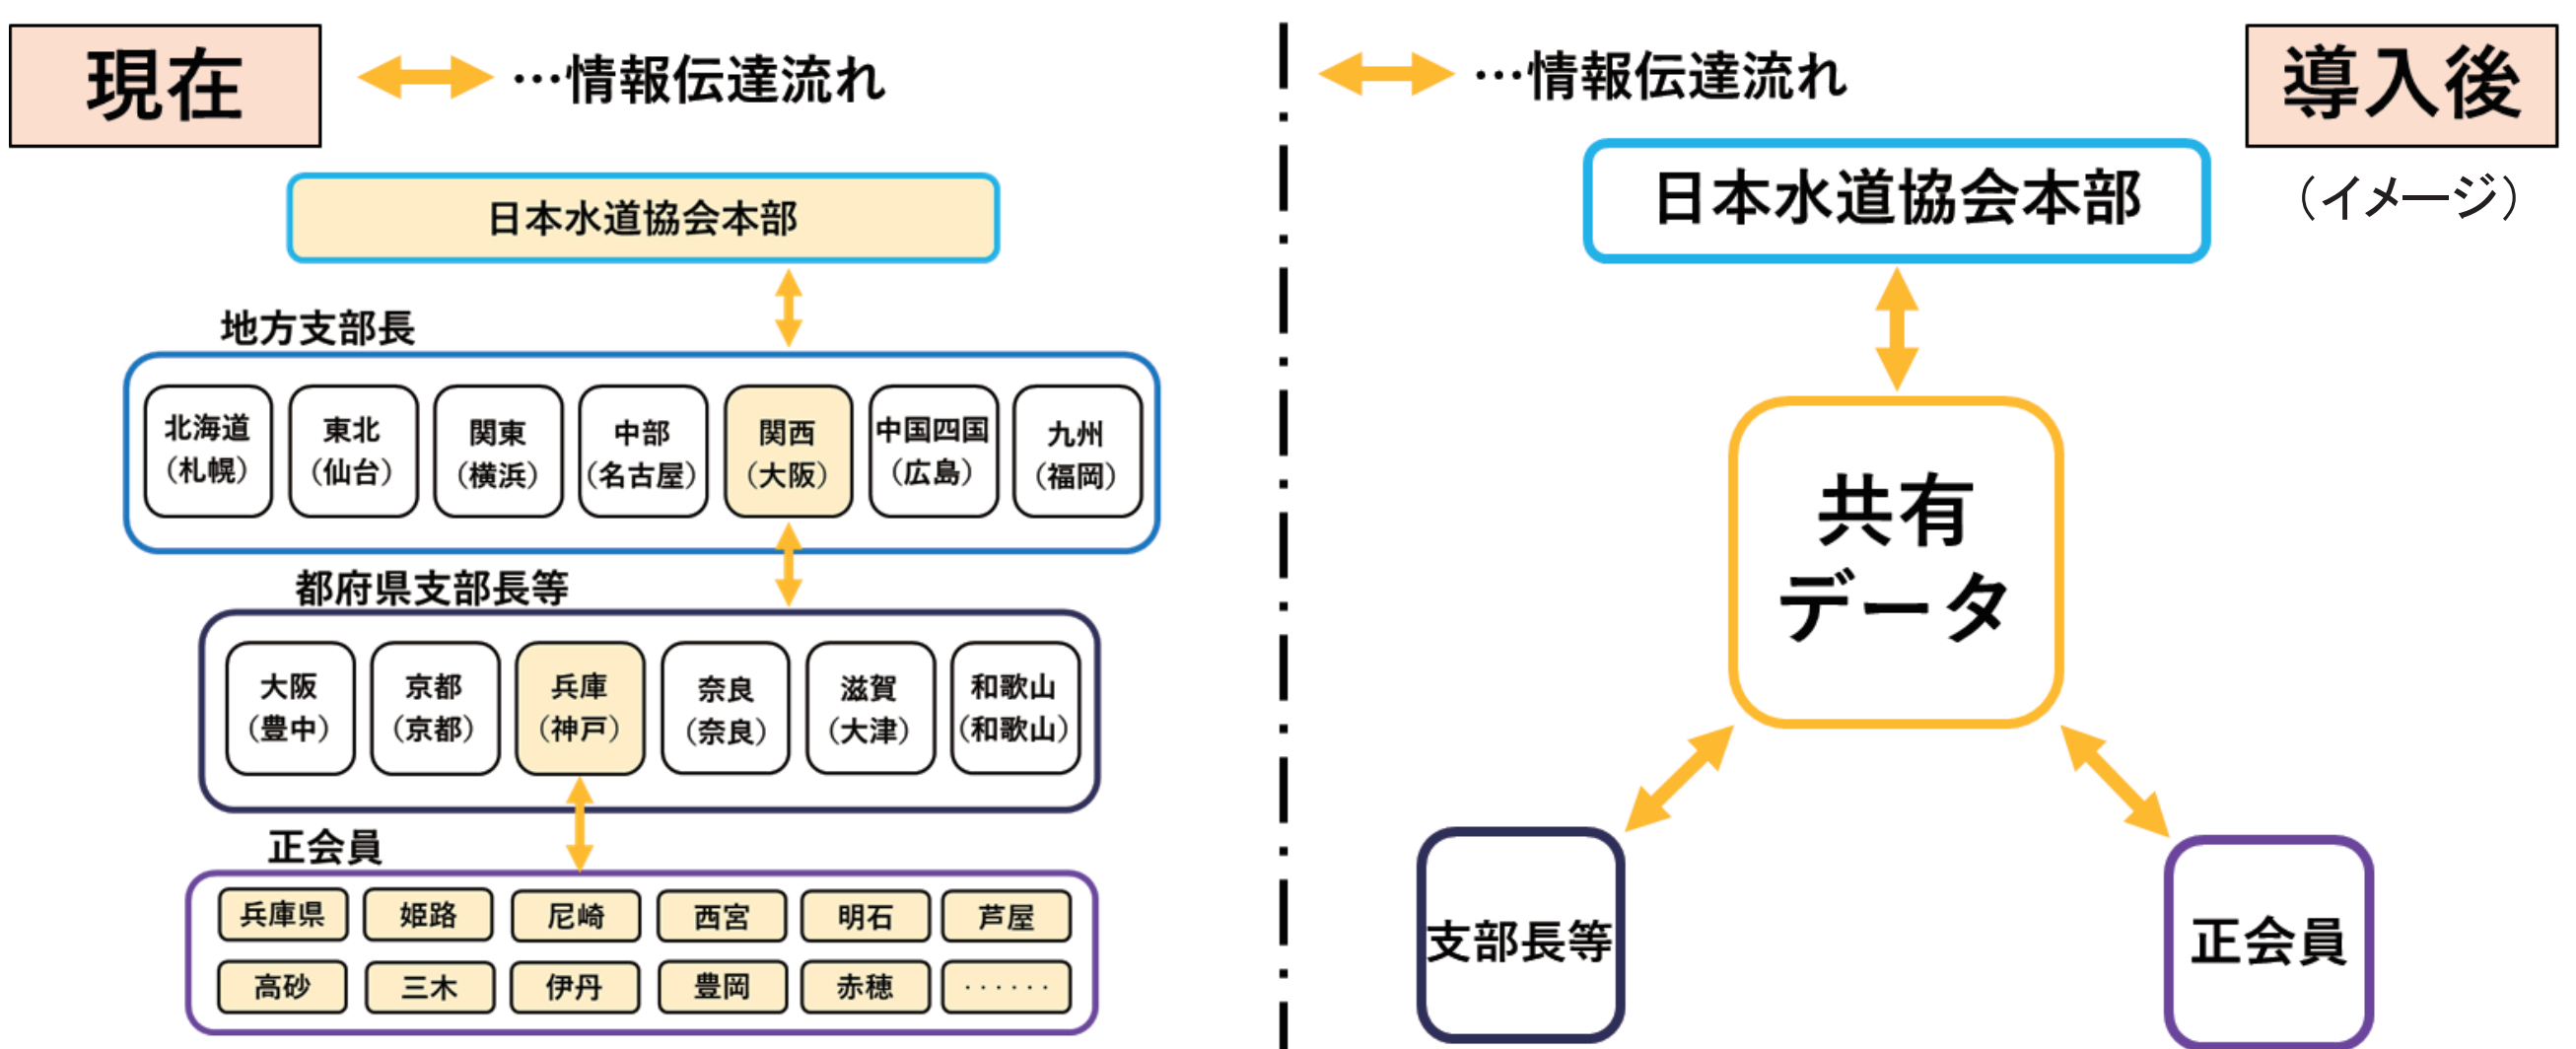 現在
…情報伝達流れ
日本水道協会本部
地方支部長
北海道
（札幌）
東北
（仙台）
関東
（横浜）
中部
（名古屋）
関西
（大阪）
中国四国
（広島）
九州
（福岡）
都府県支部長等
大阪
（豊中）
京都
（京都）
兵庫
（神戸）
奈良
（奈良）
滋賀
（大津）
和歌山
（和歌山）
正会員
兵庫県
姫路
尼崎
西宮
明石
芦屋
高砂
三木
伊丹
豊岡
赤穂
······
…情報伝達流れ
導入後
（イメージ）
日本水道協会本部
共有
データ
支部長等
正会員